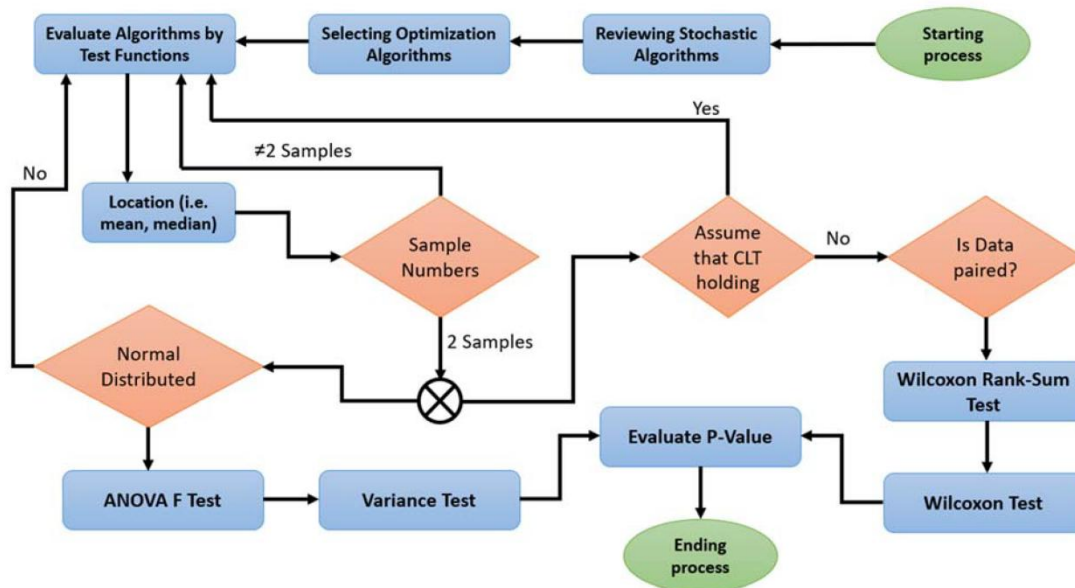 Evaluate Algorithms by
Test Functions
Selecting Optimization
Algorithms
Reviewing Stochastic
Algorithms
Starting
process
Yes
≠2 Samples
No
Location (i.e.
mean, median)
Sample
Numbers
Assume
that CLT
holding
No
Is Data
paired?
2 Samples
Normal
Distributed
Wilcoxon Rank-Sum
Test
Evaluate P-Value
ANOVA F Test
Variance Test
Wilcoxon Test
Ending
process